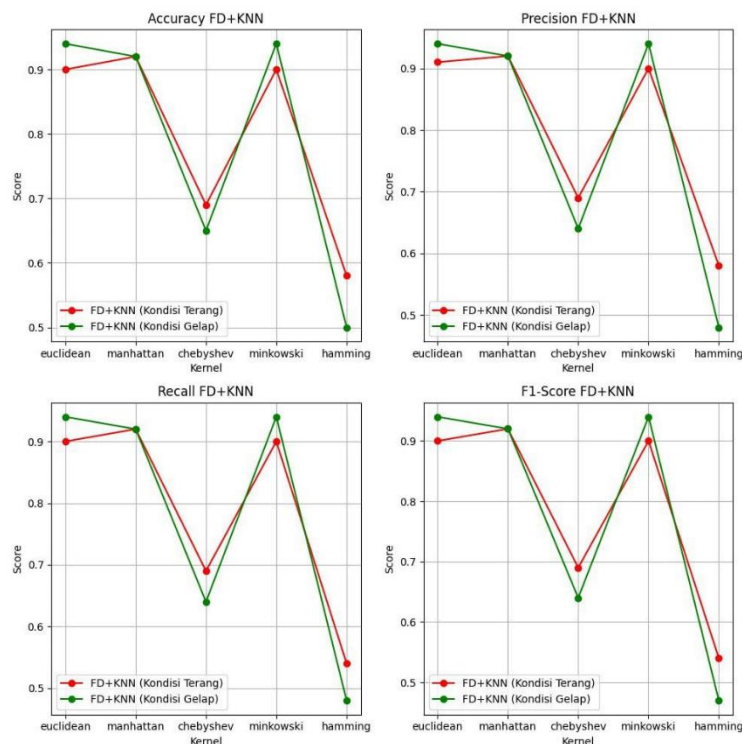 Accuracy FD+KNN
Score
0.9
0.8
0.7
0.6
0.5
FD+KNN (Kondisi Terang)
FD+KNN (Kondisi Gelap)
euclidean manhattan chebyshev minkowski hamming
Kernel
Precision FD+KNN
Score
0.9
0.8
0.7
0.6
0.5
FD+KNN (Kondisi Terang)
FD+KNN (Kondisi Gelap)
euclidean manhattan chebyshev minkowski hamming
Kernel
Recall FD+KNN
Score
0.9
0.8
0.7
0.6
0.5
FD+KNN (Kondisi Terang)
FD+KNN (Kondisi Gelap)
euclidean manhattan chebyshev minkowski hamming
Kernel
F1-Score FD+KNN
Score
0.9
0.8
0.7
0.6
0.5
FD+KNN (Kondisi Terang)
FD+KNN (Kondisi Gelap)
euclidean manhattan chebyshev minkowski hamming
Kernel